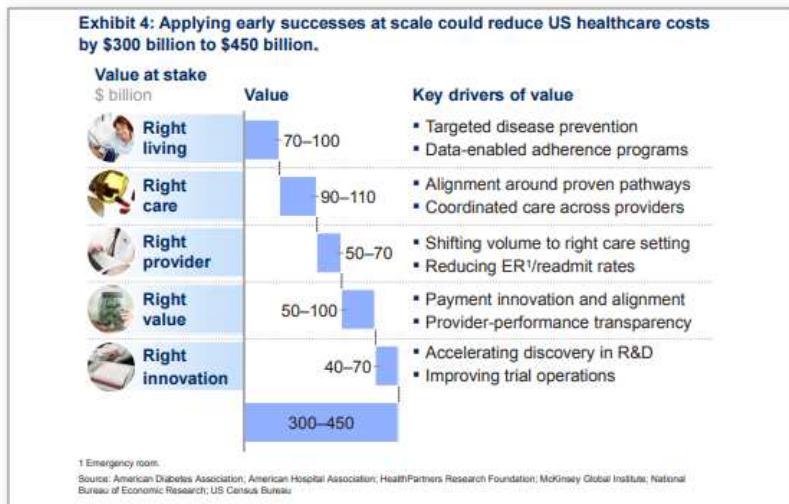 Exhibit 4: Applying early successes at scale could reduce US healthcare costs
by $300 billion to $450 billion.
Value at stake
$ billion
Value
Key drivers of value
Right
living
70–100
▪ Targeted disease prevention
▪ Data-enabled adherence programs
Right
care
90–110
▪ Alignment around proven pathways
▪ Coordinated care across providers
Right
provider
50–70
▪ Shifting volume to right care setting
▪ Reducing ER¹/readmit rates
Right
value
50–100
▪ Payment innovation and alignment
▪ Provider-performance transparency
Right
innovation
40–70
▪ Accelerating discovery in R&D
▪ Improving trial operations
300–450
1 Emergency room.
Source: American Diabetes Association; American Hospital Association; HealthPartners Research Foundation; McKinsey Global Institute; National
Bureau of Economic Research; US Census Bureau